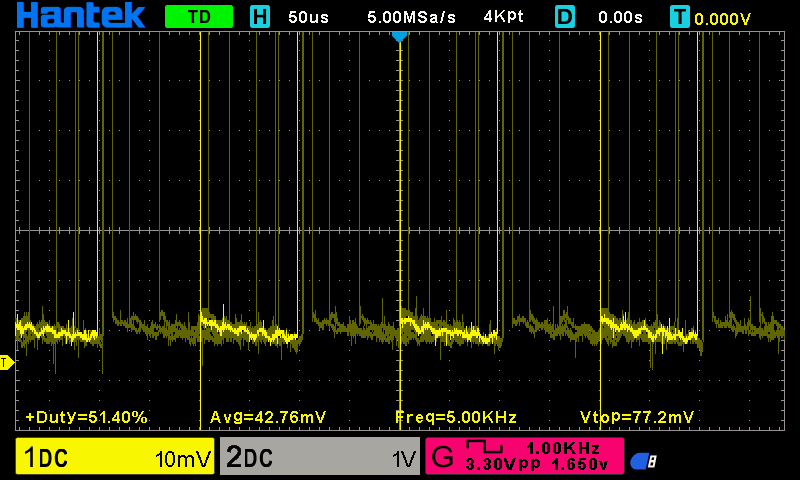 Hantek TD H 50us 5.00MSa/s 4Kpt D 0.00s T 0.000V
T
+Duty=51.40% Avg=42.76mV Freq=5.00KHz Vtop=77.2mV
1DC 10mV 2DC 1V G 1.00KHz
3.30Vpp 1.650v